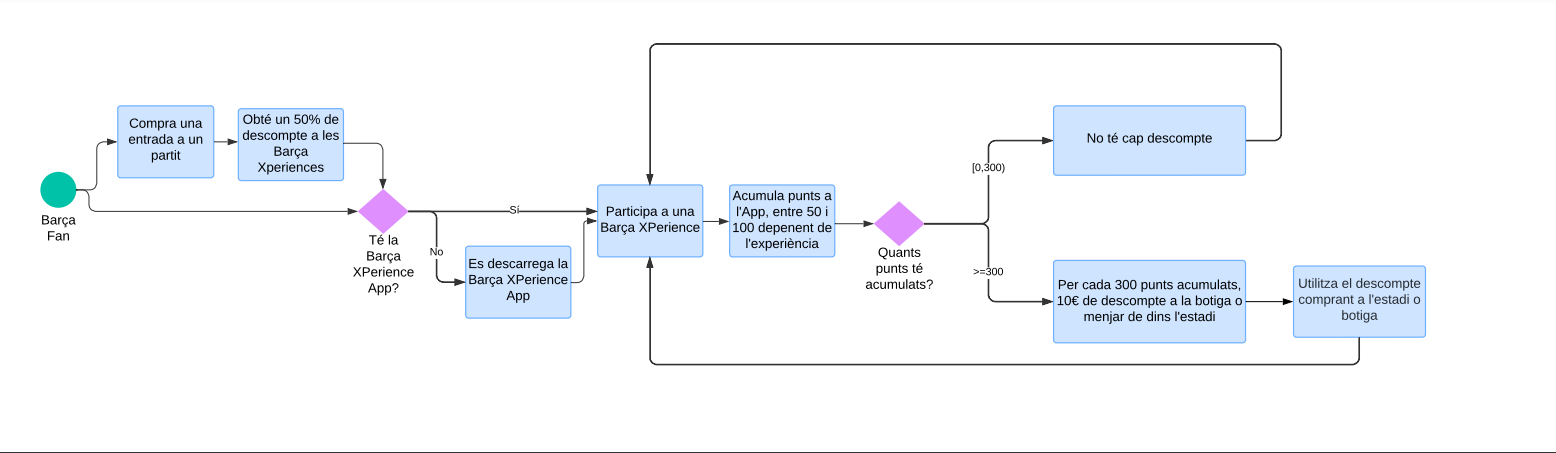 Barça
Fan
Compra una
entrada a un
partit
Obté un 50% de
descompte a les
Barça
Xperiences
Té la
Barça
XPerience
App?
Sí
No
Es descarrega la
Barça XPerience
App
Participa a una
Barça XPerience
Acumula punts a
l'App, entre 50 i
100 depenent de
l'experiència
Quants
punts té
acumulats?
[0,300)
No té cap descompte
>=300
Per cada 300 punts acumulats,
10€ de descompte a la botiga o
menjar de dins l'estadi
Utilitza el descompte
comprant a l'estadi o
botiga